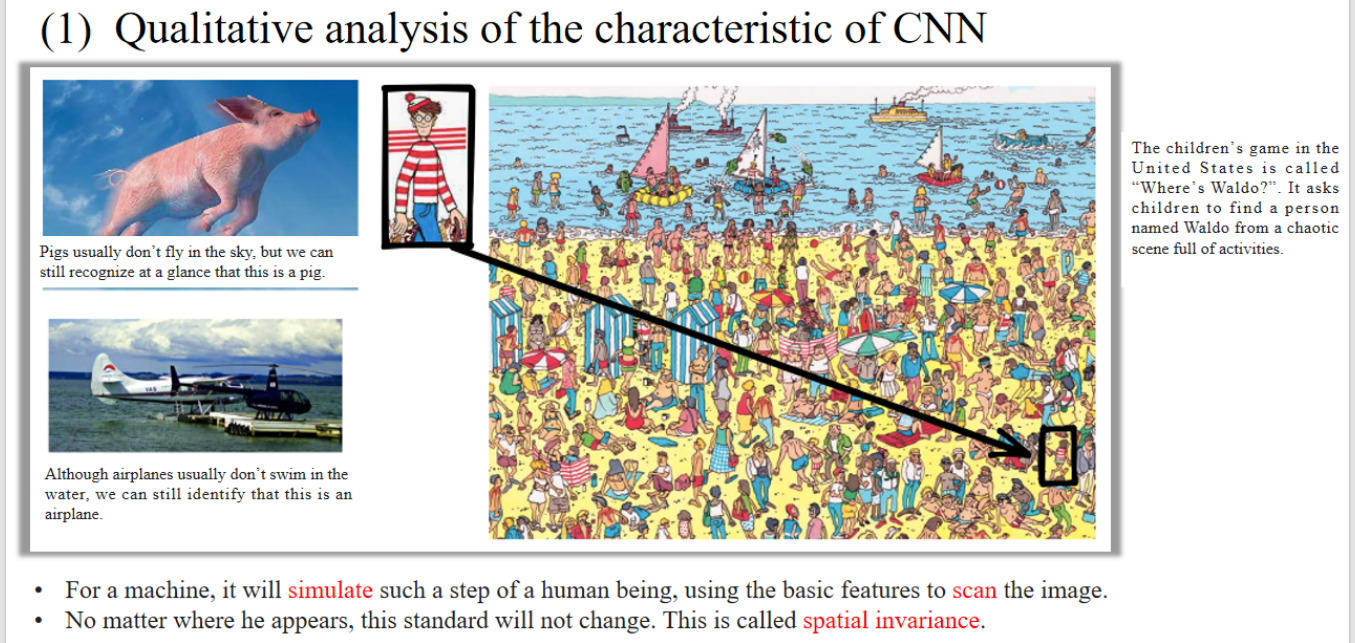 (1) Qualitative analysis of the characteristic of CNN
Pigs usually don't fly in the sky, but we can
still recognize at a glance that this is a pig.
Although airplanes usually don't swim in the
water, we can still identify that this is an
airplane.
The children's game in the
United States is called
“Where's Waldo?”. It asks
children to find a person
named Waldo from a chaotic
scene full of activities.
• For a machine, it will simulate such a step of a human being, using the basic features to scan the image.
• No matter where he appears, this standard will not change. This is called spatial invariance.